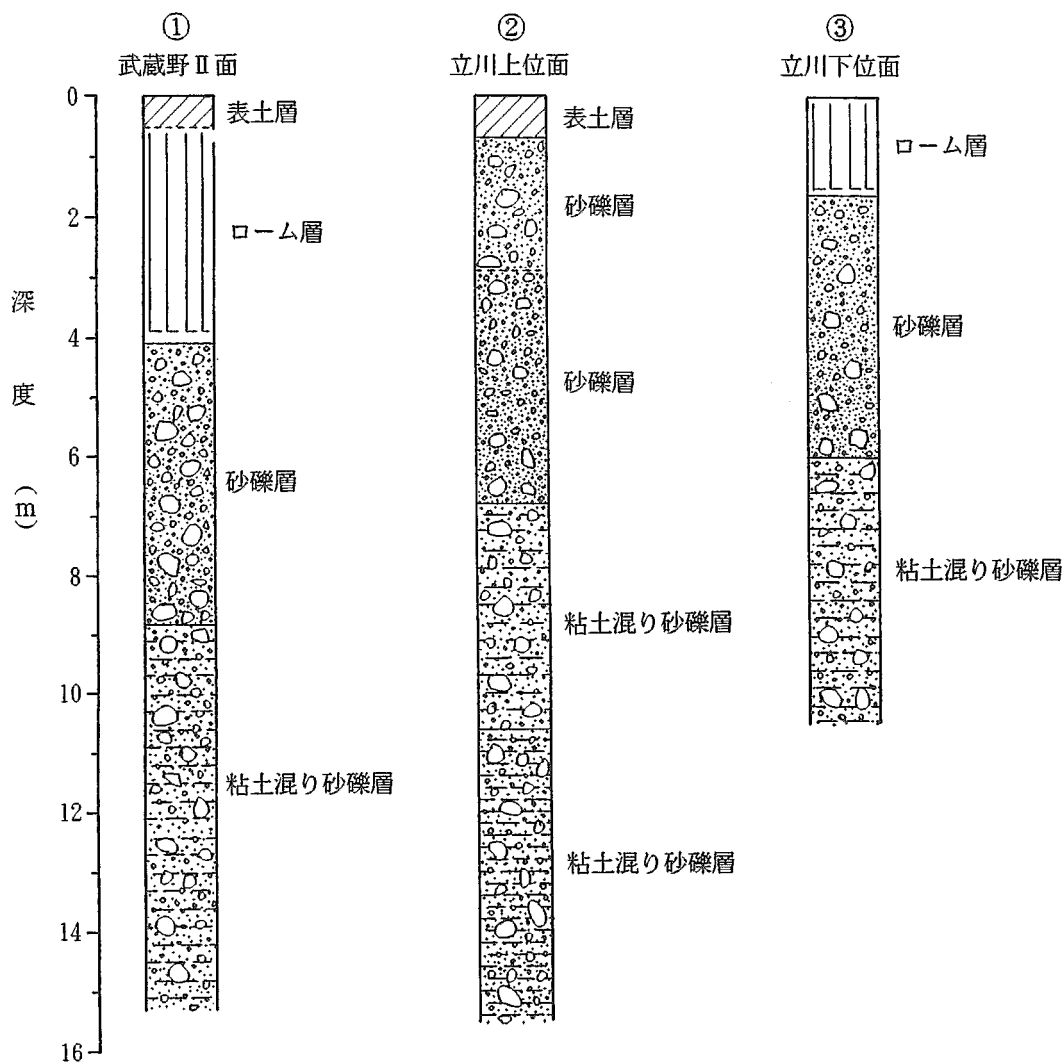 ①
武蔵野Ⅱ面
表土層
ローム層
砂礫層
粘土混り砂礫層
②
立川上位面
表土層
砂礫層
砂礫層
粘土混り砂礫層
粘土混り砂礫層
③
立川下位面
ローム層
砂礫層
粘土混り砂礫層
深度(m)
0
2
4
6
8
10
12
14
16